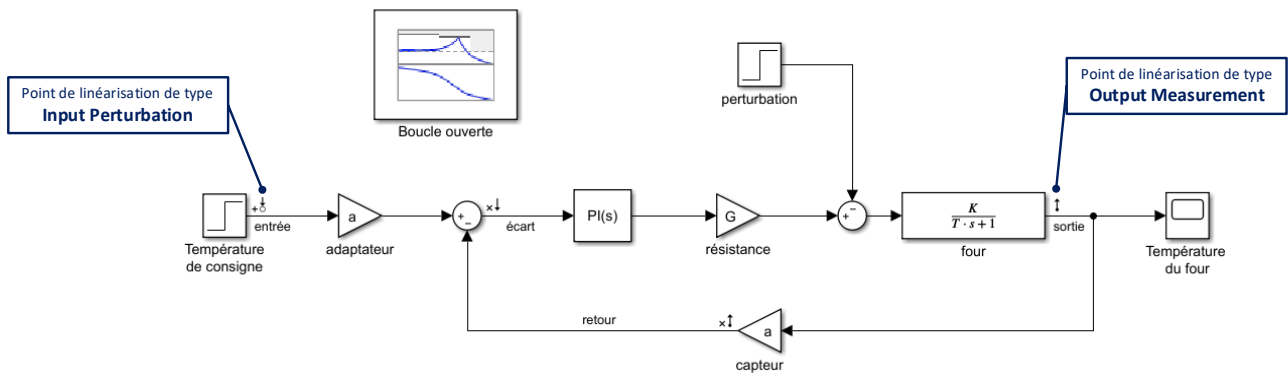 Point de linéarisation de type
Input Perturbation
Boucle ouverte
perturbation
Point de linéarisation de type
Output Measurement
entrée
Température
de consigne
a
adaptateur
+
−
écart
PI(s)
G
résistance
+
−
K
T · s + 1
four
sortie
Température
du four
retour
a
capteur